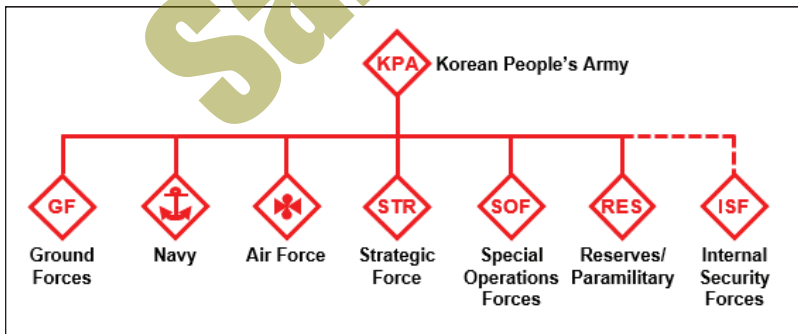 Sa
KPA Korean People's Army
GF
STR
SOF
RES
ISF
Ground
Forces
Navy
Air Force
Strategic
Force
Special
Operations
Forces
Reserves/
Paramilitary
Internal
Security
Forces